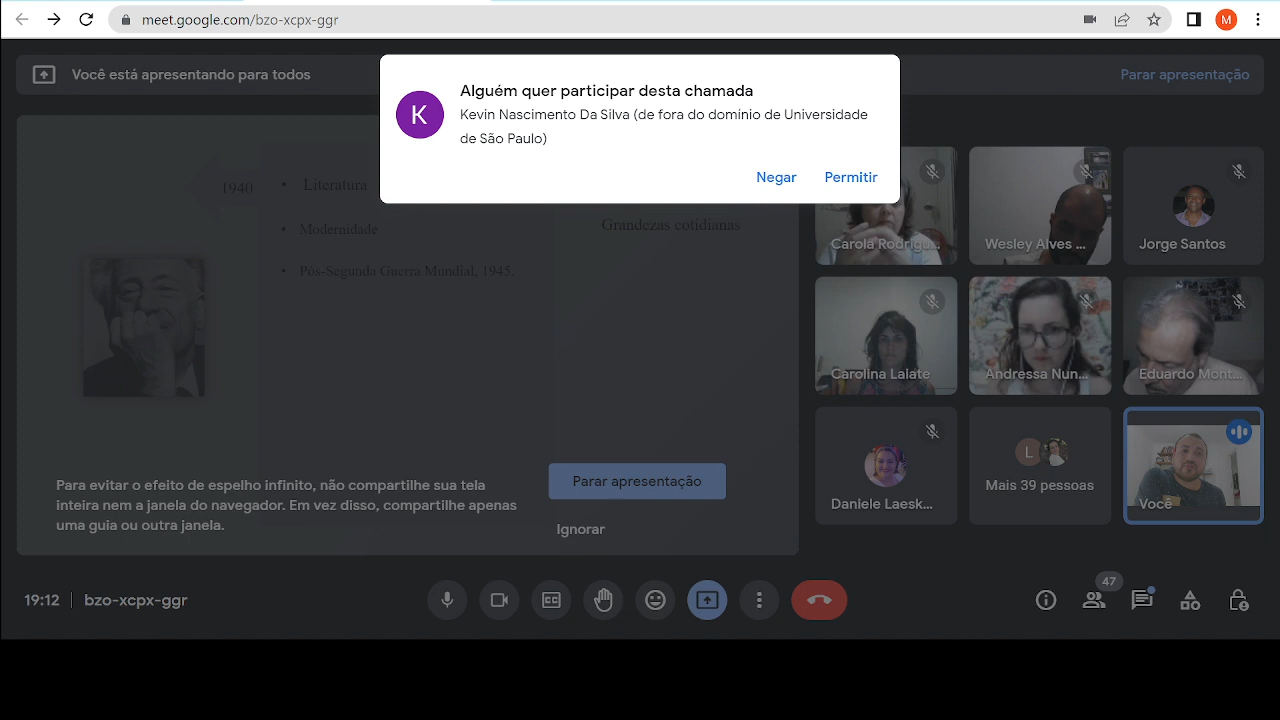 meet.google.com/bzo-xcpx-ggr
M
Você está apresentando para todos
Parar apresentação
K
Alguém quer participar desta chamada
Kevin Nascimento Da Silva (de fora do domínio de Universidade
de São Paulo)
Negar
Permitir
1940
• Literatura
• Modernidade
• Pós-Segunda Guerra Mundial, 1945.
Grandezas cotidianas
Para evitar o efeito de espelho infinito, não compartilhe sua tela
inteira nem a janela do navegador. Em vez disso, compartilhe apenas
uma guia ou outra janela.
Parar apresentação
Ignorar
Carola Rodrigu...
Wesley Alves ...
Jorge Santos
Carolina Lalate
Andressa Nun...
Eduardo Mont...
Daniele Laesk...
L
Mais 39 pessoas
Você
19:12
bzo-xcpx-ggr
CC
47